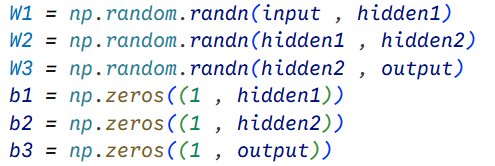 W1 = np.random.randn(input , hidden1)
W2 = np.random.randn(hidden1 , hidden2)
W3 = np.random.randn(hidden2 , output)
b1 = np.zeros((1 , hidden1))
b2 = np.zeros((1 , hidden2))
b3 = np.zeros((1 , output))